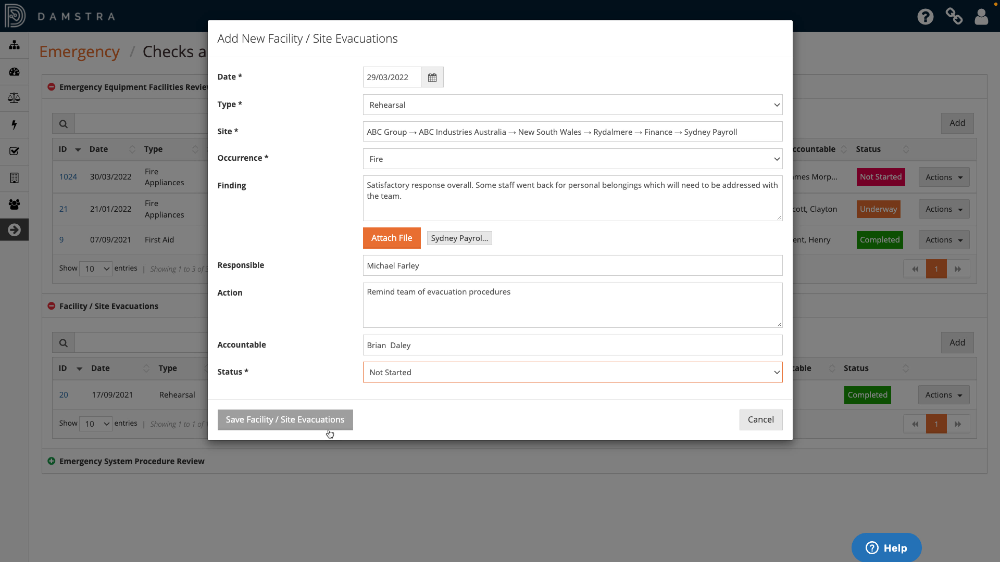 DAMSTRA
Emergency / Checks a
Add New Facility / Site Evacuations
Date *
29/03/2022
Type *
Rehearsal
Site *
ABC Group → ABC Industries Australia → New South Wales → Rydalmere → Finance → Sydney Payroll
Occurrence *
Fire
Finding
Satisfactory response overall. Some staff went back for personal belongings which will need to be addressed with
the team.
Attach File
Sydney Payrol...
Responsible
Michael Farley
Action
Remind team of evacuation procedures
Accountable
Brian  Daley
Status *
Not Started
Save Facility / Site Evacuations
Cancel
Emergency Equipment Facilities Revie
Add
ID Date Type ccountable Status
1024 30/03/2022 Fire
Appliances
mes Morp... Not Started Actions
21 21/01/2022 Fire
Appliances
cott, Clayton Underway Actions
9 07/09/2021 First Aid ent, Henry Completed Actions
Show 10 entries | Showing 1 to 3 of 3
1
Facility / Site Evacuations
Add
ID Date Type table Status
20 17/09/2021 Rehearsal Completed Actions
Show 10 entries | Showing 1 to 1 of 1
1
Emergency System Procedure Review
Help